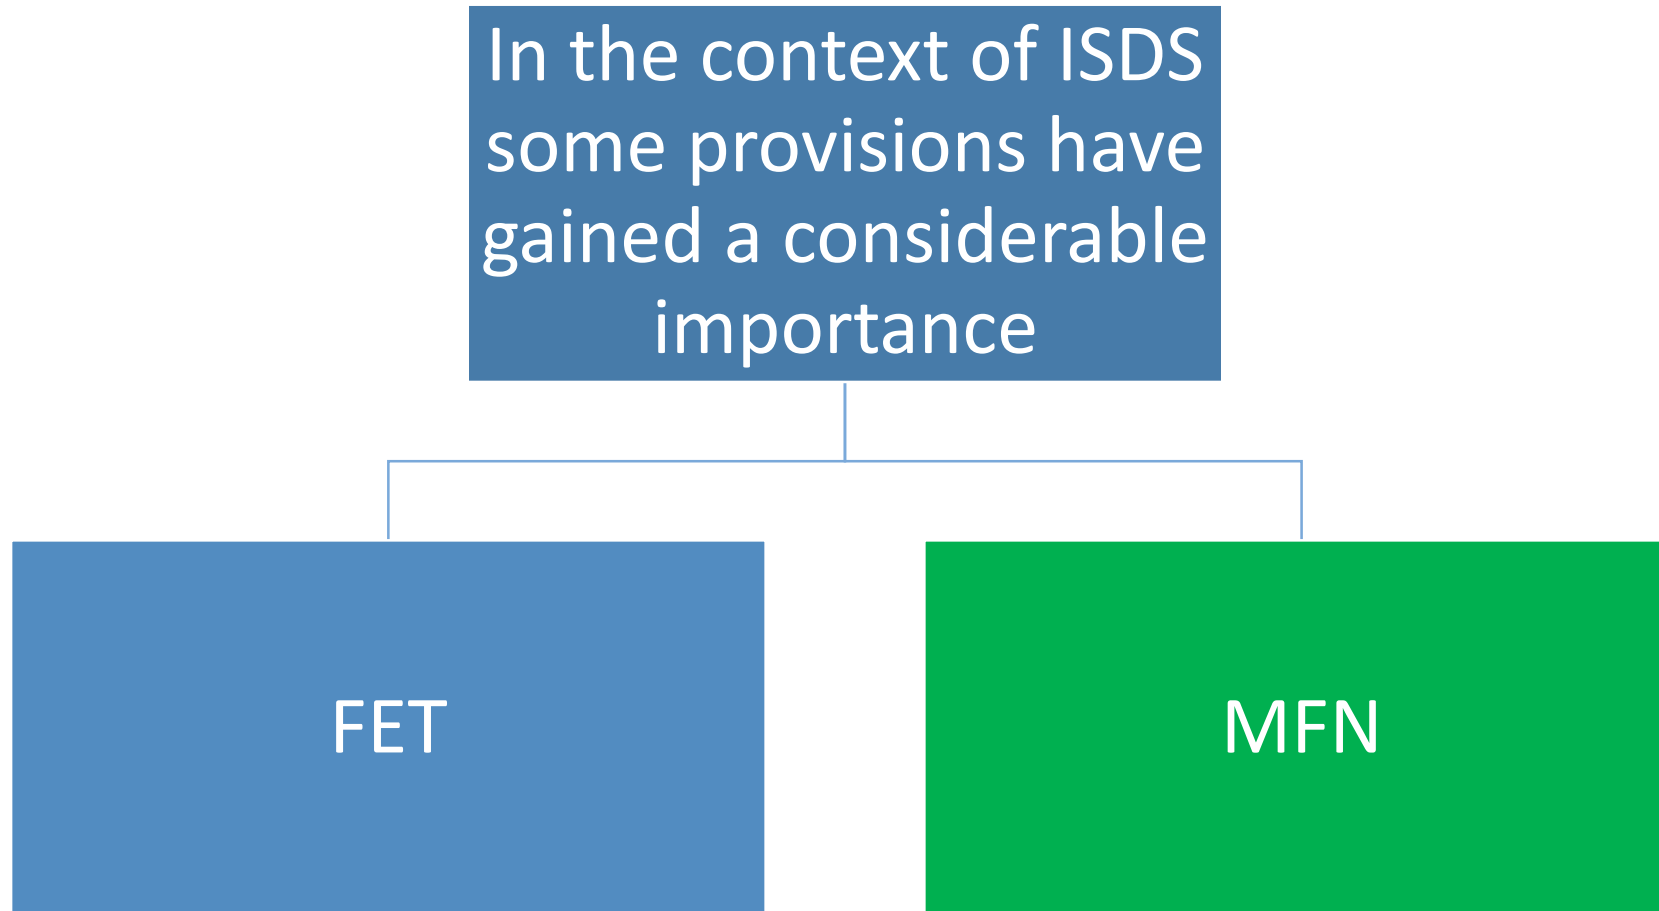 In the context of ISDS
some provisions have
gained a considerable
importance
FET
MFN